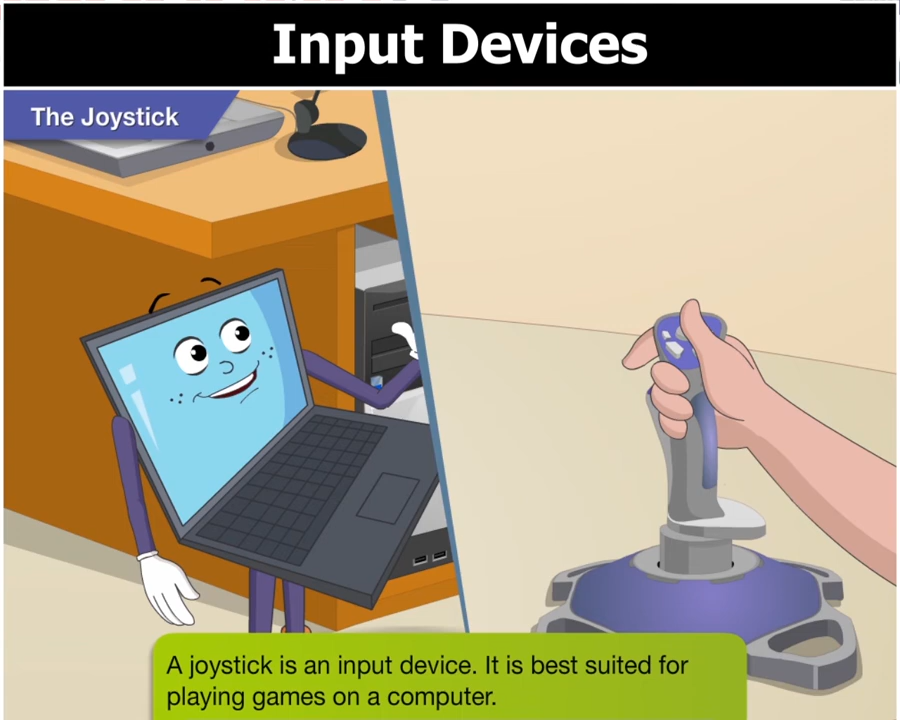 Input Devices
The Joystick
A joystick is an input device. It is best suited for
playing games on a computer.